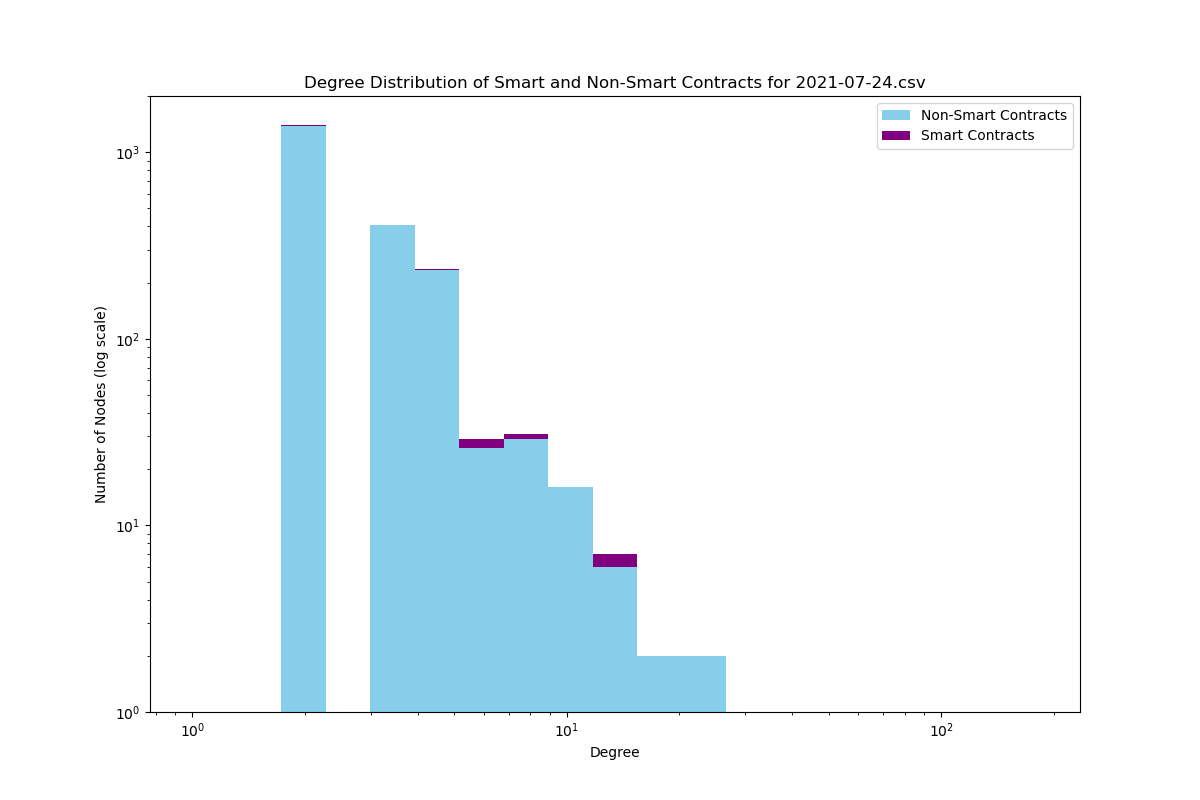 Degree Distribution of Smart and Non-Smart Contracts for 2021-07-24.csv
Non-Smart Contracts
Smart Contracts
Number of Nodes (log scale)
10³
10²
10¹
10⁰
10⁰ 10¹ 10²
Degree